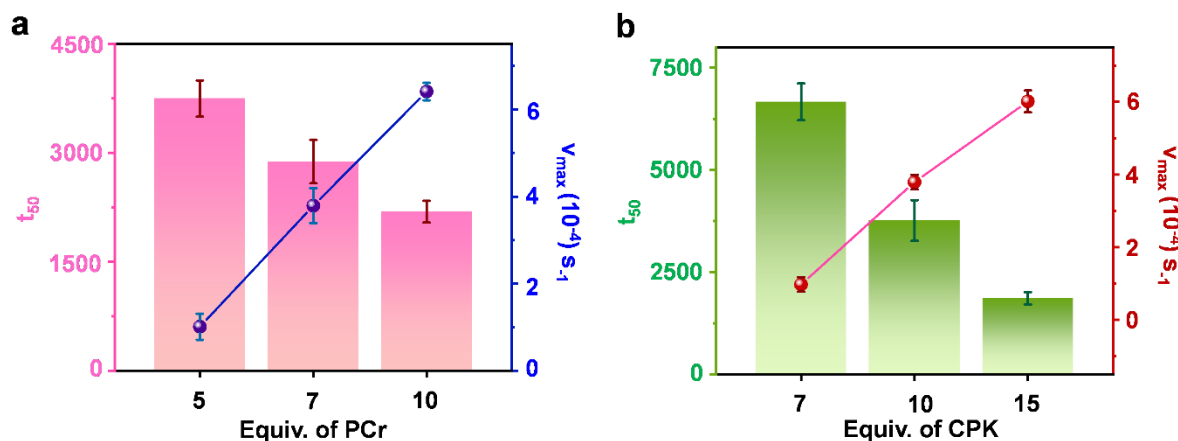 a
4500
3000
1500
0
t50
6
4
2
0
Vmax (10-4) s-1
5 7 10
Equiv. of PCr
b
7500
5000
2500
0
t50
6
4
2
0
Vmax (10-4) s-1
7 10 15
Equiv. of CPK